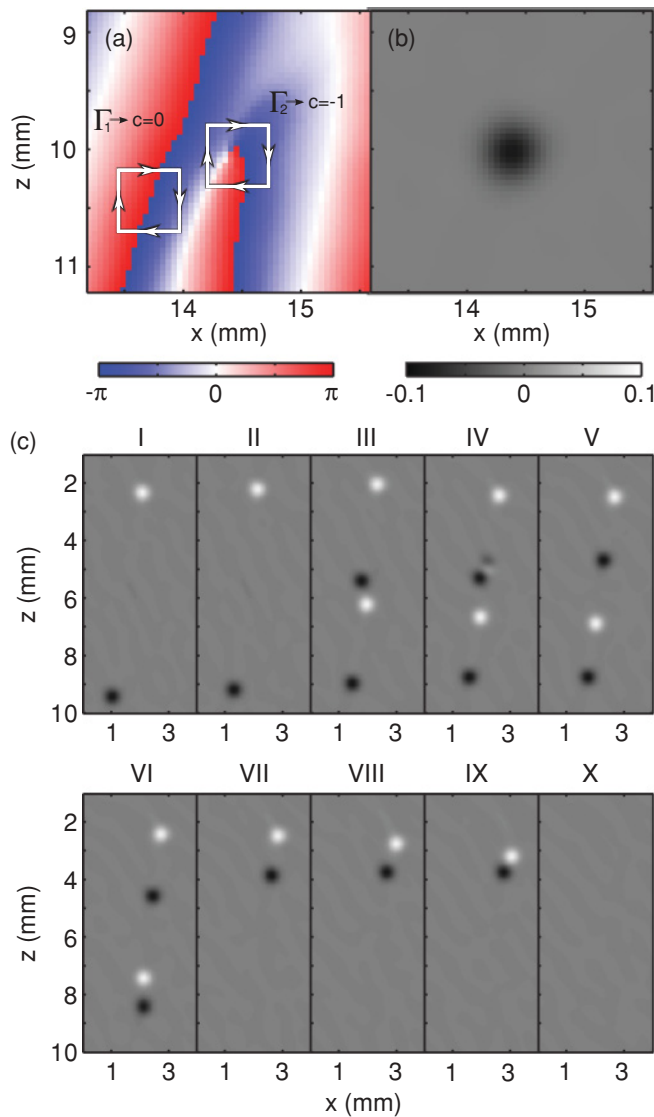 (a)
(b)
Γ₁→ c=0
Γ₂→ c=-1
z (mm)
9
10
11
14
15
x (mm)
14
15
x (mm)
-π
0
π
-0.1
0
0.1
(c)
I
II
III
IV
V
z (mm)
2
4
6
8
10
1
3
1
3
1
3
1
3
1
3
VI
VII
VIII
IX
X
z (mm)
2
4
6
8
10
1
3
1
3
1
3
1
3
1
3
x (mm)